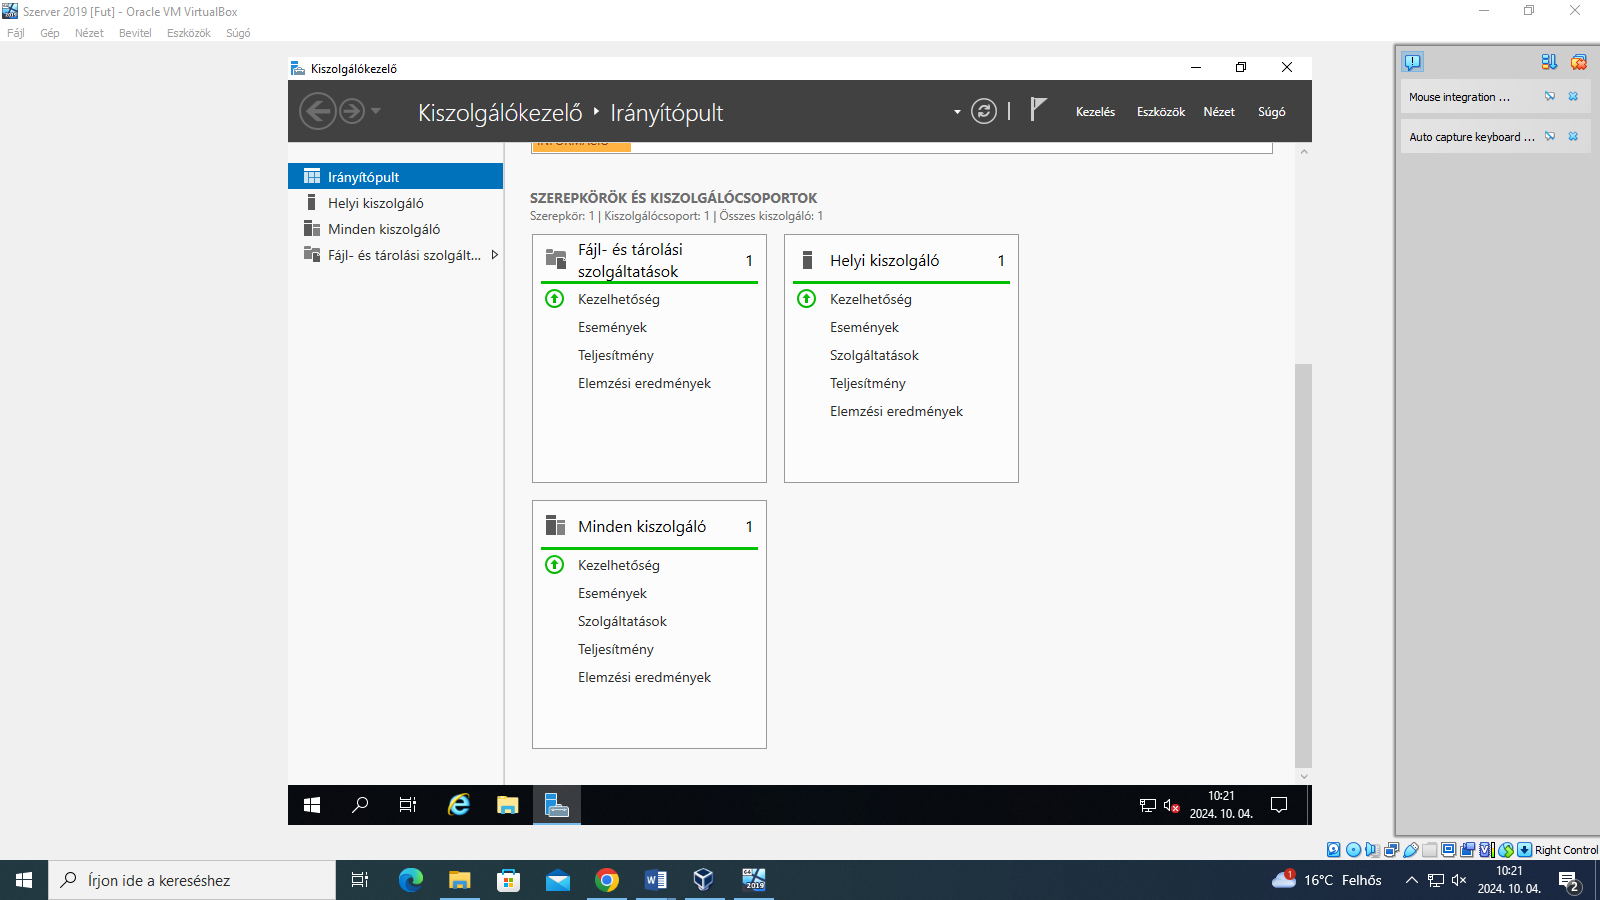 Szerver 2019 [Fut] - Oracle VM VirtualBox
Fájl Gép Nézet Bevitel Eszközök Súgó
Kiszolgálókezelő
Kiszolgálókezelő Irányítópult
Kezelés Eszközök Nézet Súgó
Irányítópult
Helyi kiszolgáló
Minden kiszolgáló
Fájl- és tárolási szolgált...
SZEREPKÖRÖK ÉS KISZOLGÁLÓCSOPORTOK
Szerepkör: 1 | Kiszolgálócsoport: 1 | Összes kiszolgáló: 1
Fájl- és tárolási
szolgáltatások 1
Kezelhetőség
Események
Teljesítmény
Elemzési eredmények
Helyi kiszolgáló 1
Kezelhetőség
Események
Szolgáltatások
Teljesítmény
Elemzési eredmények
Minden kiszolgáló 1
Kezelhetőség
Események
Szolgáltatások
Teljesítmény
Elemzési eredmények
10:21
2024. 10. 04.
Mouse integration ...
Auto capture keyboard ...
Right Control
Írjon ide a kereséshez
2019
1
16°C Felhős
10:21
2024. 10. 04.
2